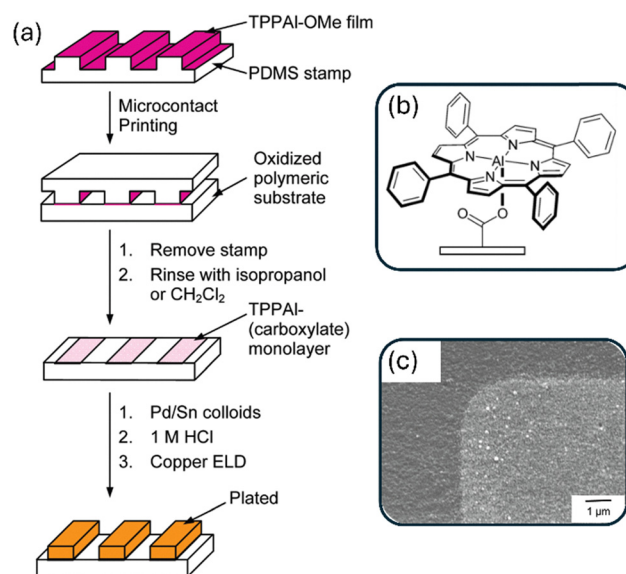 (a)
TPPAl-OMe film
PDMS stamp
Microcontact
Printing
Oxidized
polymeric
substrate
1. Remove stamp
2. Rinse with isopropanol
or CH₂Cl₂
TPPAl-
(carboxylate)
monolayer
1. Pd/Sn colloids
2. 1 M HCl
3. Copper ELD
Plated
(b)
N
N Al N
N
O O
(c)
1 µm